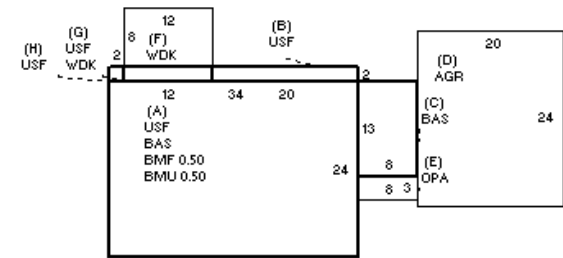 12
20
(H)
USF
(G)
USF
WDK
2
8
(F)
WDK
(B)
USF
2
(D)
AGR
12
34
20
(A)
USF
BAS
BMF 0.50
BMU 0.50
13
24
(C)
BAS
24
8
(E)
OPA
8
3